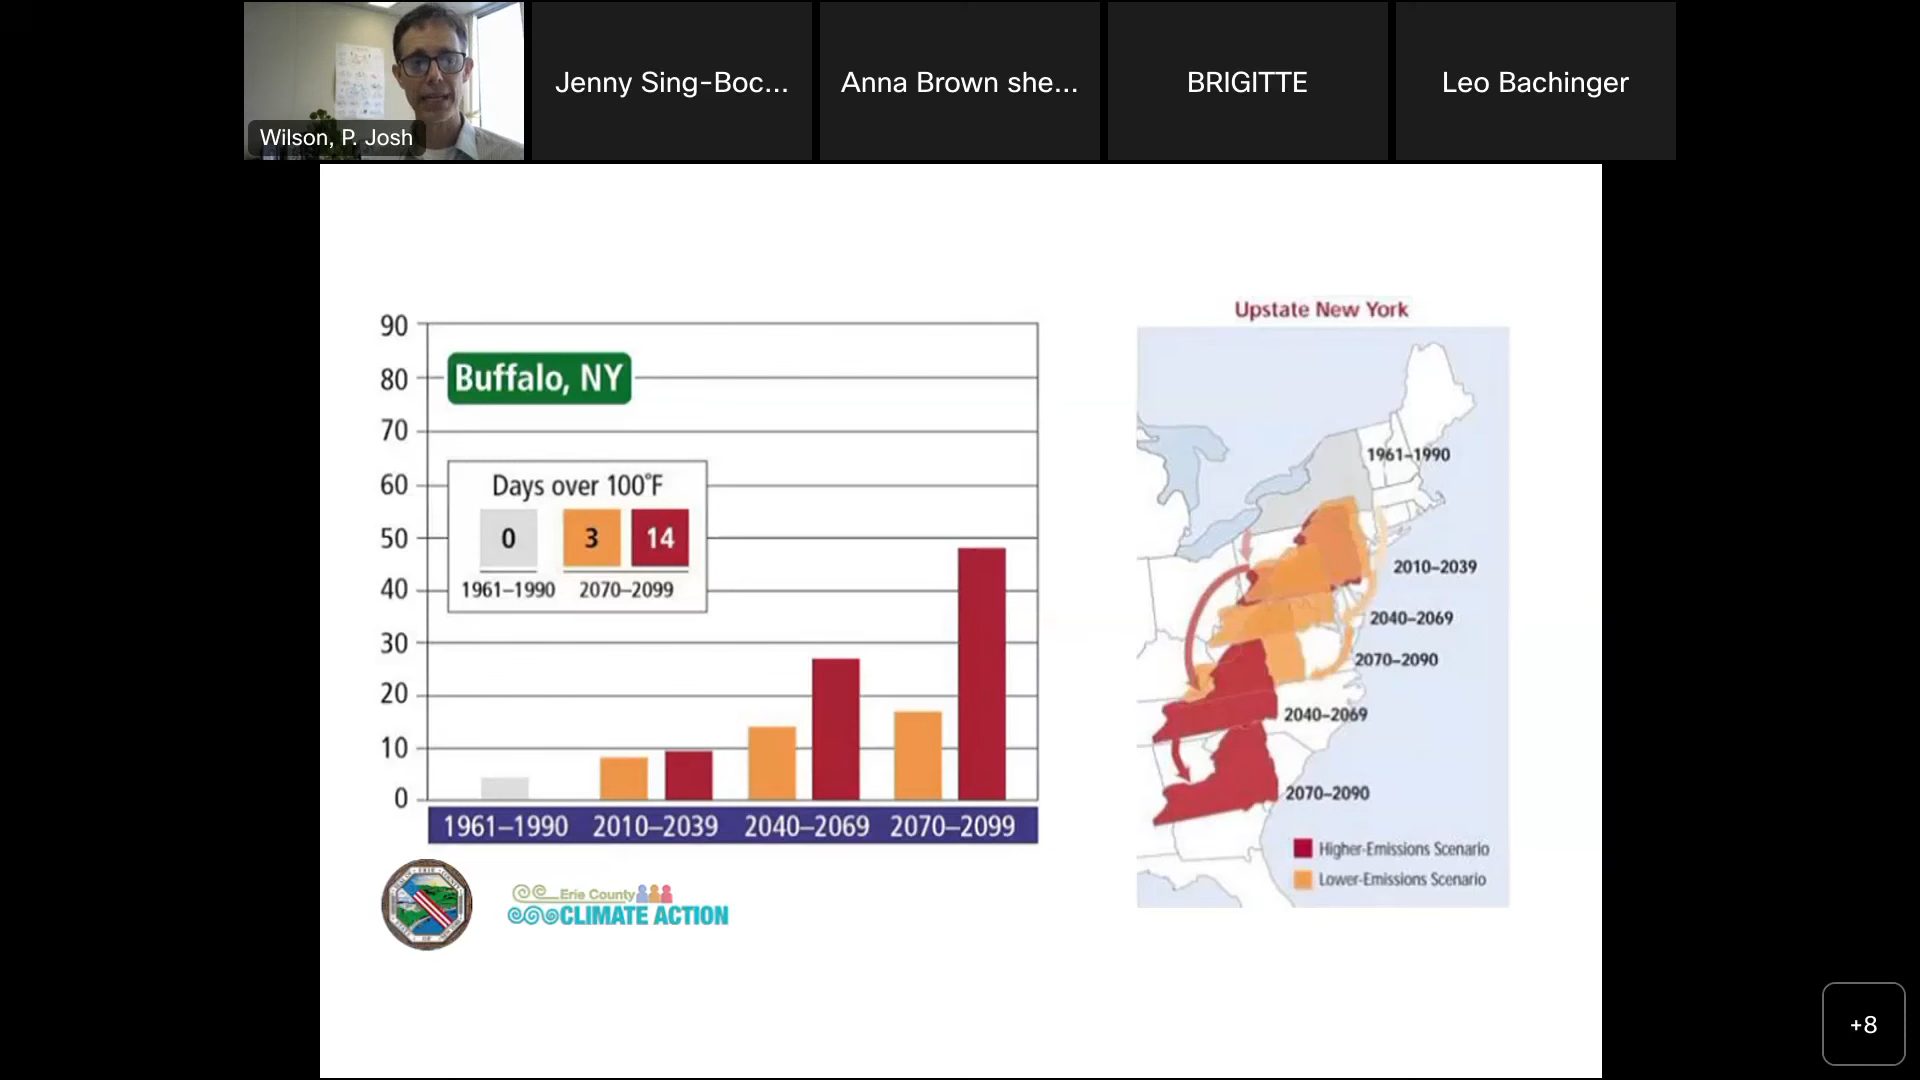 Wilson, P. Josh
Jenny Sing-Boc...
Anna Brown she...
BRIGITTE
Leo Bachinger
90
80
70
60
50
40
30
20
10
0
Buffalo, NY
Days over 100°F
0 3 14
1961–1990 2070–2099
1961–1990 2010–2039 2040–2069 2070–2099
Erie County
CLIMATE ACTION
Upstate New York
1961–1990
2010–2039
2040–2069
2070–2090
2040–2069
2070–2090
Higher-Emissions Scenario
Lower-Emissions Scenario
+8